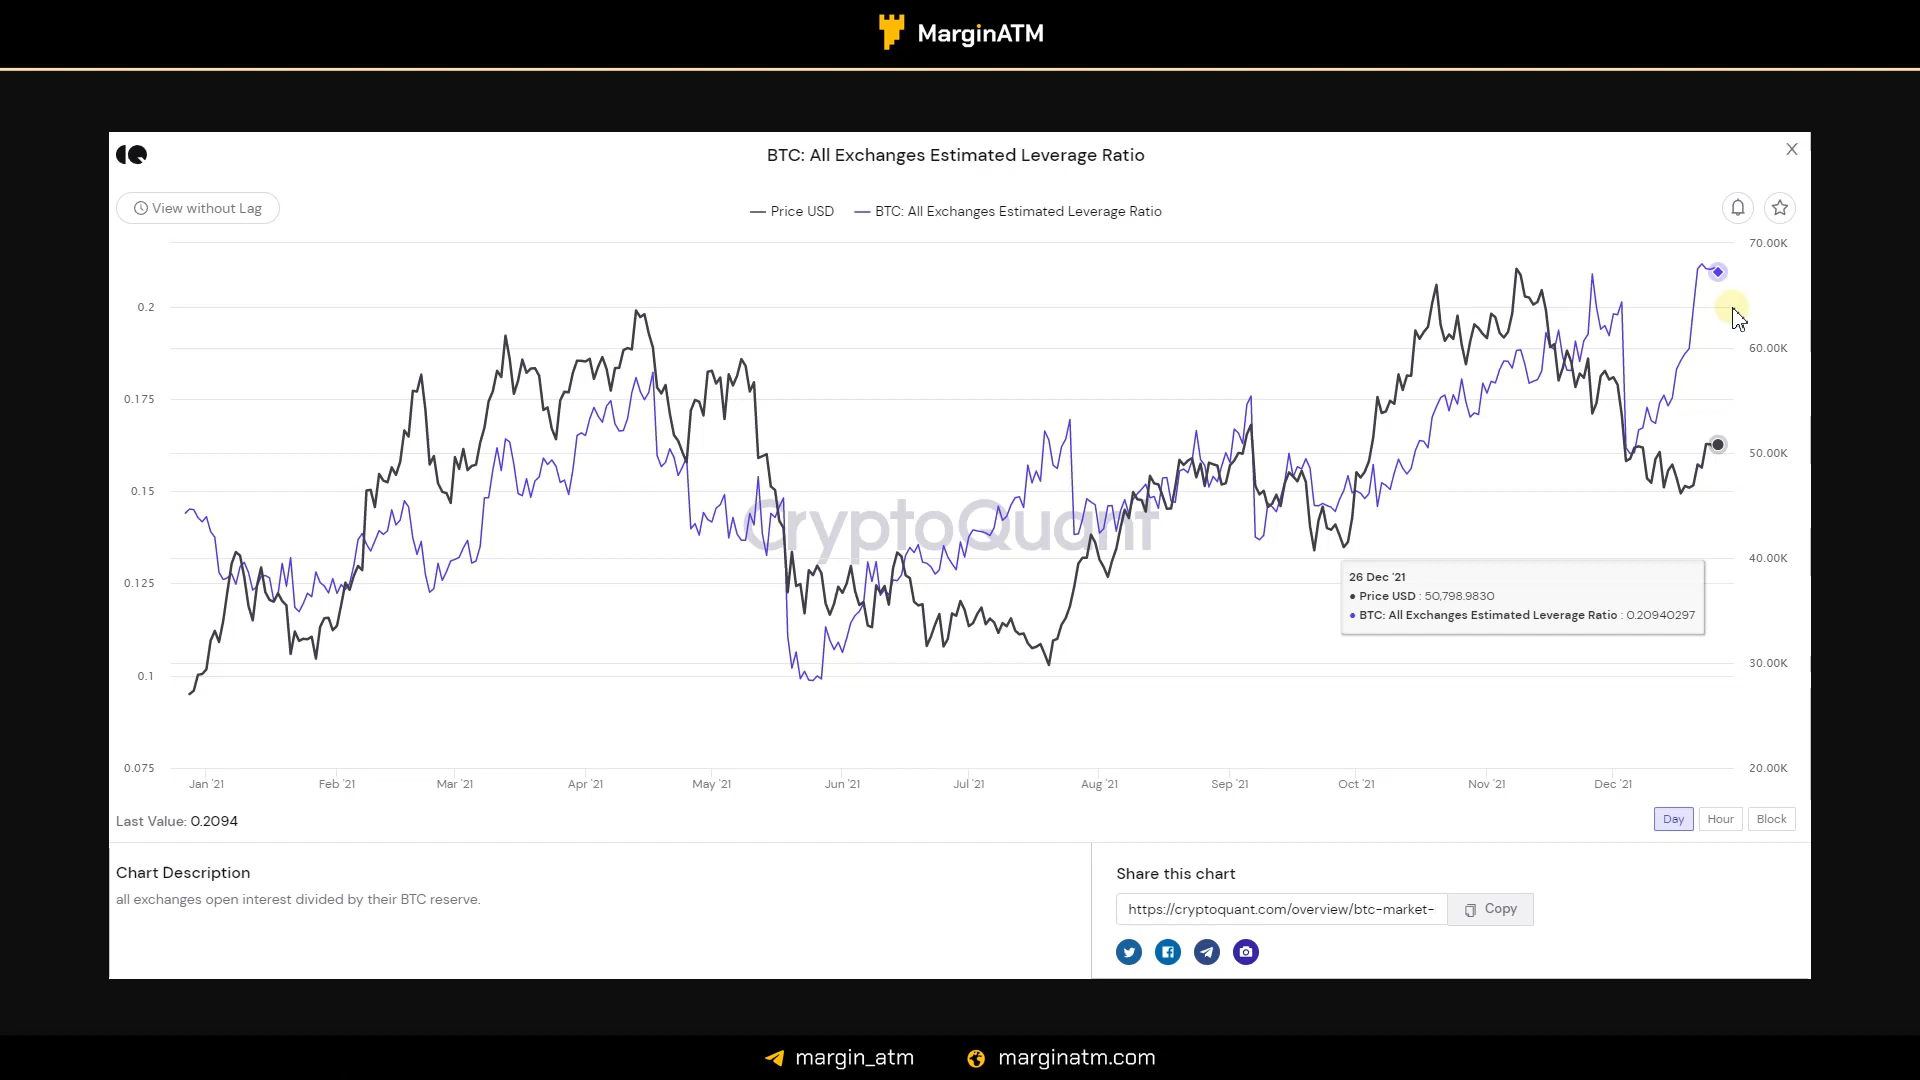 MarginATM
BTC: All Exchanges Estimated Leverage Ratio
X
View without Lag
Price USD
BTC: All Exchanges Estimated Leverage Ratio
70.00K
0.2
60.00K
0.175
50.00K
0.15
CryptoQuant
40.00K
0.125
26 Dec '21
Price USD : 50,798.9830
BTC: All Exchanges Estimated Leverage Ratio : 0.20940297
30.00K
0.1
0.075
20.00K
Jan '21
Feb '21
Mar '21
Apr '21
May '21
Jun '21
Jul '21
Aug '21
Sep '21
Oct '21
Nov '21
Dec '21
Last Value: 0.2094
Day
Hour
Block
Chart Description
all exchanges open interest divided by their BTC reserve.
Share this chart
https://cryptoquant.com/overview/btc-market-
Copy
margin_atm
marginatm.com